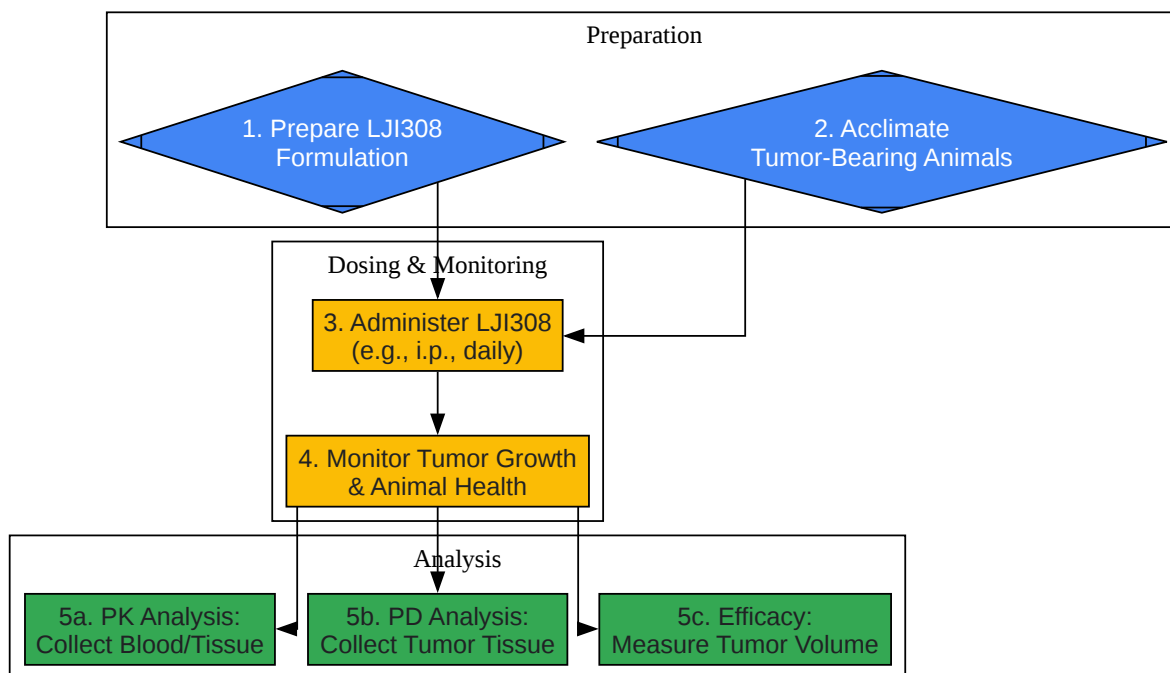 Preparation
1. Prepare LJI308
Formulation
2. Acclimate
Tumor-Bearing Animals
Dosing & Monitoring
3. Administer LJI308
(e.g., i.p., daily)
4. Monitor Tumor Growth
& Animal Health
Analysis
5a. PK Analysis:
Collect Blood/Tissue
5b. PD Analysis:
Collect Tumor Tissue
5c. Efficacy:
Measure Tumor Volume